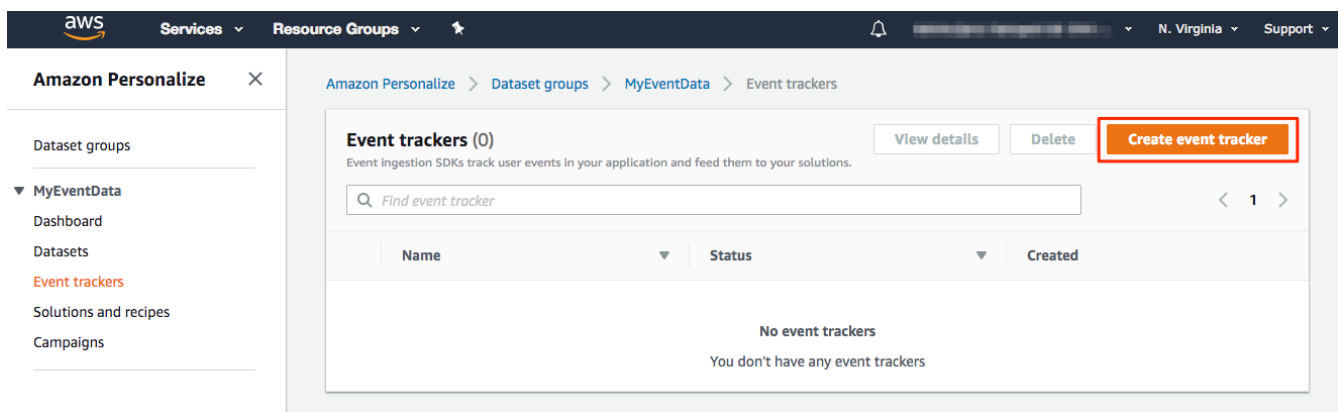 aws Services Resource Groups N. Virginia Support
Amazon Personalize
Amazon Personalize > Dataset groups > MyEventData > Event trackers
Dataset groups
MyEventData
Dashboard
Datasets
Event trackers
Solutions and recipes
Campaigns
Event trackers (0)
View details Delete Create event tracker
Event ingestion SDKs track user events in your application and feed them to your solutions.
Find event tracker
< 1 >
Name Status Created
No event trackers
You don't have any event trackers